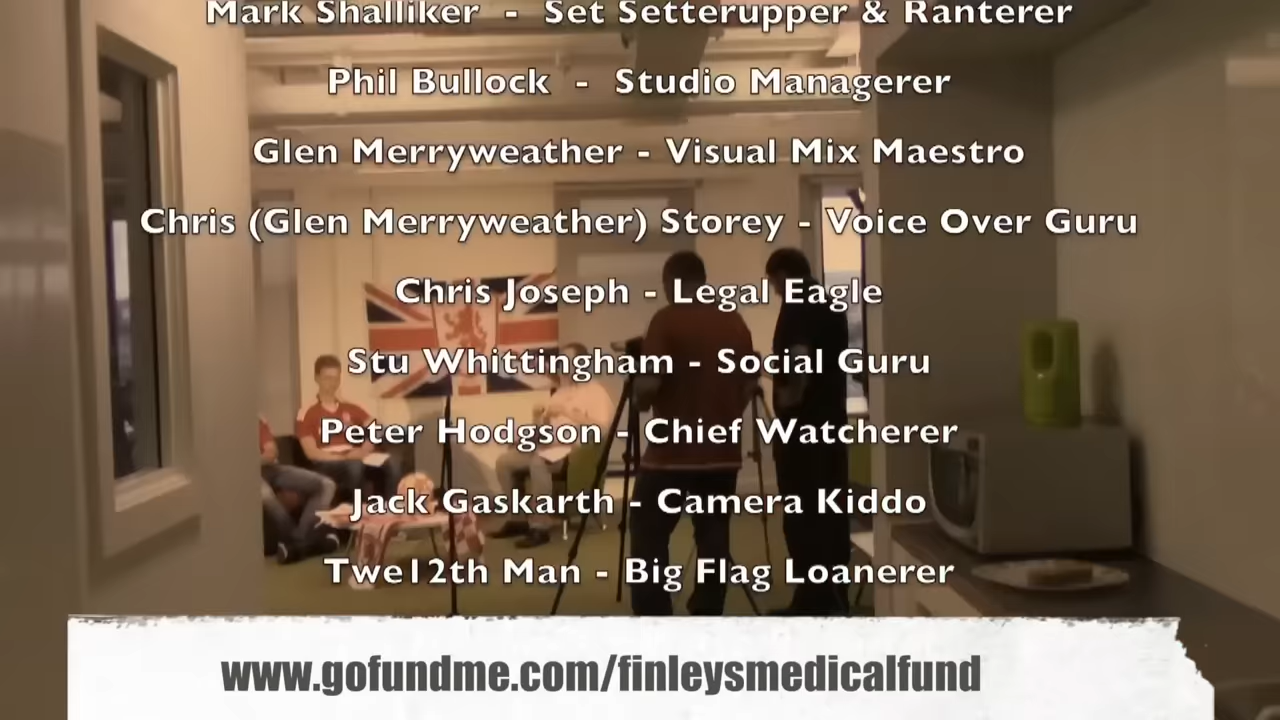 Mark Shalliker - Set Setterupper & Ranterer
Phil Bullock - Studio Managerer
Glen Merryweather - Visual Mix Maestro
Chris (Glen Merryweather) Storey - Voice Over Guru
Chris Joseph - Legal Eagle
Stu Whittingham - Social Guru
Peter Hodgson - Chief Watcherer
Jack Gaskarth - Camera Kiddo
Twe12th Man - Big Flag Loanerer
www.gofundme.com/finleysmedicalfund